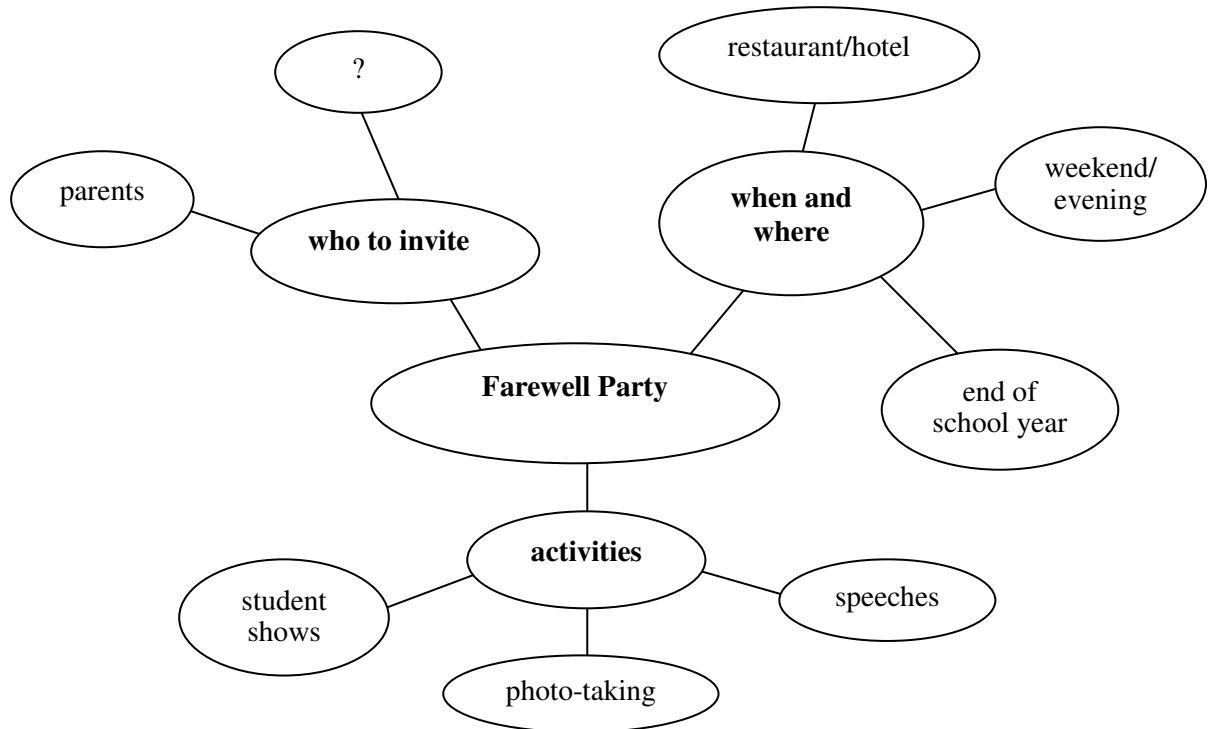 restaurant/hotel
?
weekend/
evening
parents
when and
where
who to invite
Farewell Party
end of
school year
activities
student
shows
speeches
photo-taking